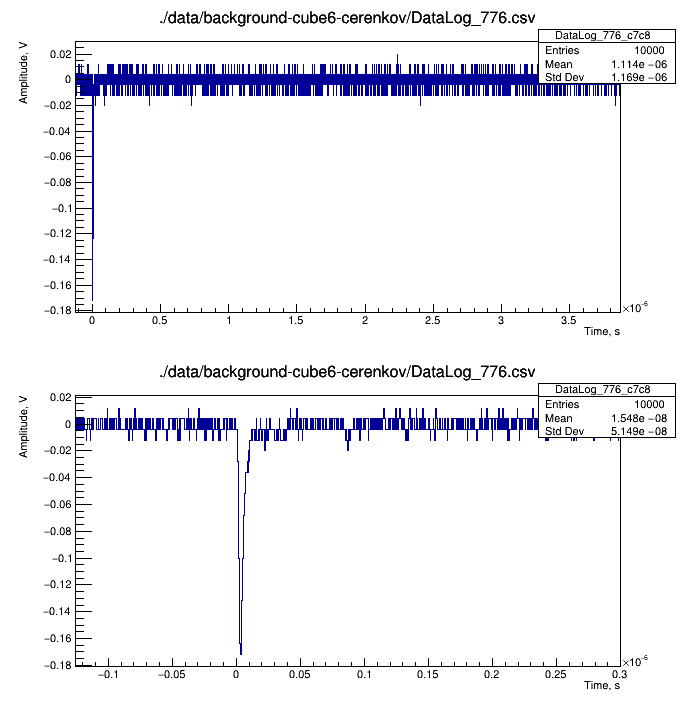 ./data/background-cube6-cerenkov/DataLog_776.csv
DataLog_776_c7c8
Entries 10000
Mean 1.114e −06
Std Dev 1.169e −06
Amplitude, V
0.02
0
−0.02
−0.04
−0.06
−0.08
−0.1
−0.12
−0.14
−0.16
−0.18
0 0.5 1 1.5 2 2.5 3 3.5
×10⁻⁶
Time, s
./data/background-cube6-cerenkov/DataLog_776.csv
DataLog_776_c7c8
Entries 10000
Mean 1.548e −08
Std Dev 5.149e −08
Amplitude, V
0.02
0
−0.02
−0.04
−0.06
−0.08
−0.1
−0.12
−0.14
−0.16
−0.18
−0.1 −0.05 0 0.05 0.1 0.15 0.2 0.25 0.3
×10⁻⁶
Time, s